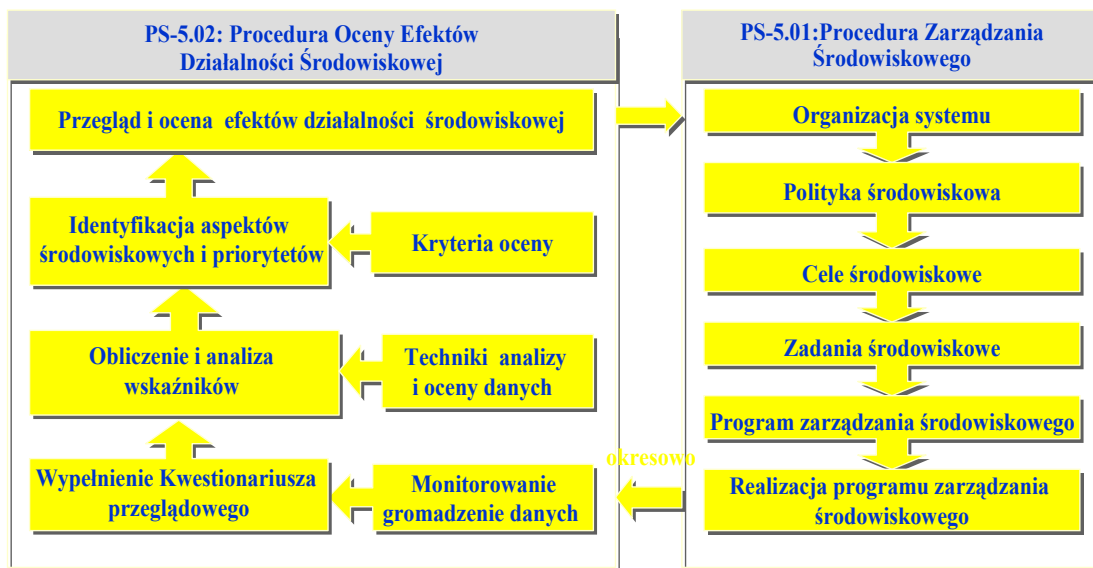 PS-5.02: Procedura Oceny Efektów
Działalności Środowiskowej
Przegląd i ocena efektów działalności środowiskowej
Identyfikacja aspektów
środowiskowych i priorytetów
Kryteria oceny
Obliczenie i analiza
wskaźników
Techniki analizy
i oceny danych
Wypełnienie Kwestionariusza
przeglądowego
Monitorowanie
gromadzenie danych
okresowo
PS-5.01:Procedura Zarządzania
Środowiskowego
Organizacja systemu
Polityka środowiskowa
Cele środowiskowe
Zadania środowiskowe
Program zarządzania środowiskowego
Realizacja programu zarządzania
środowiskowego